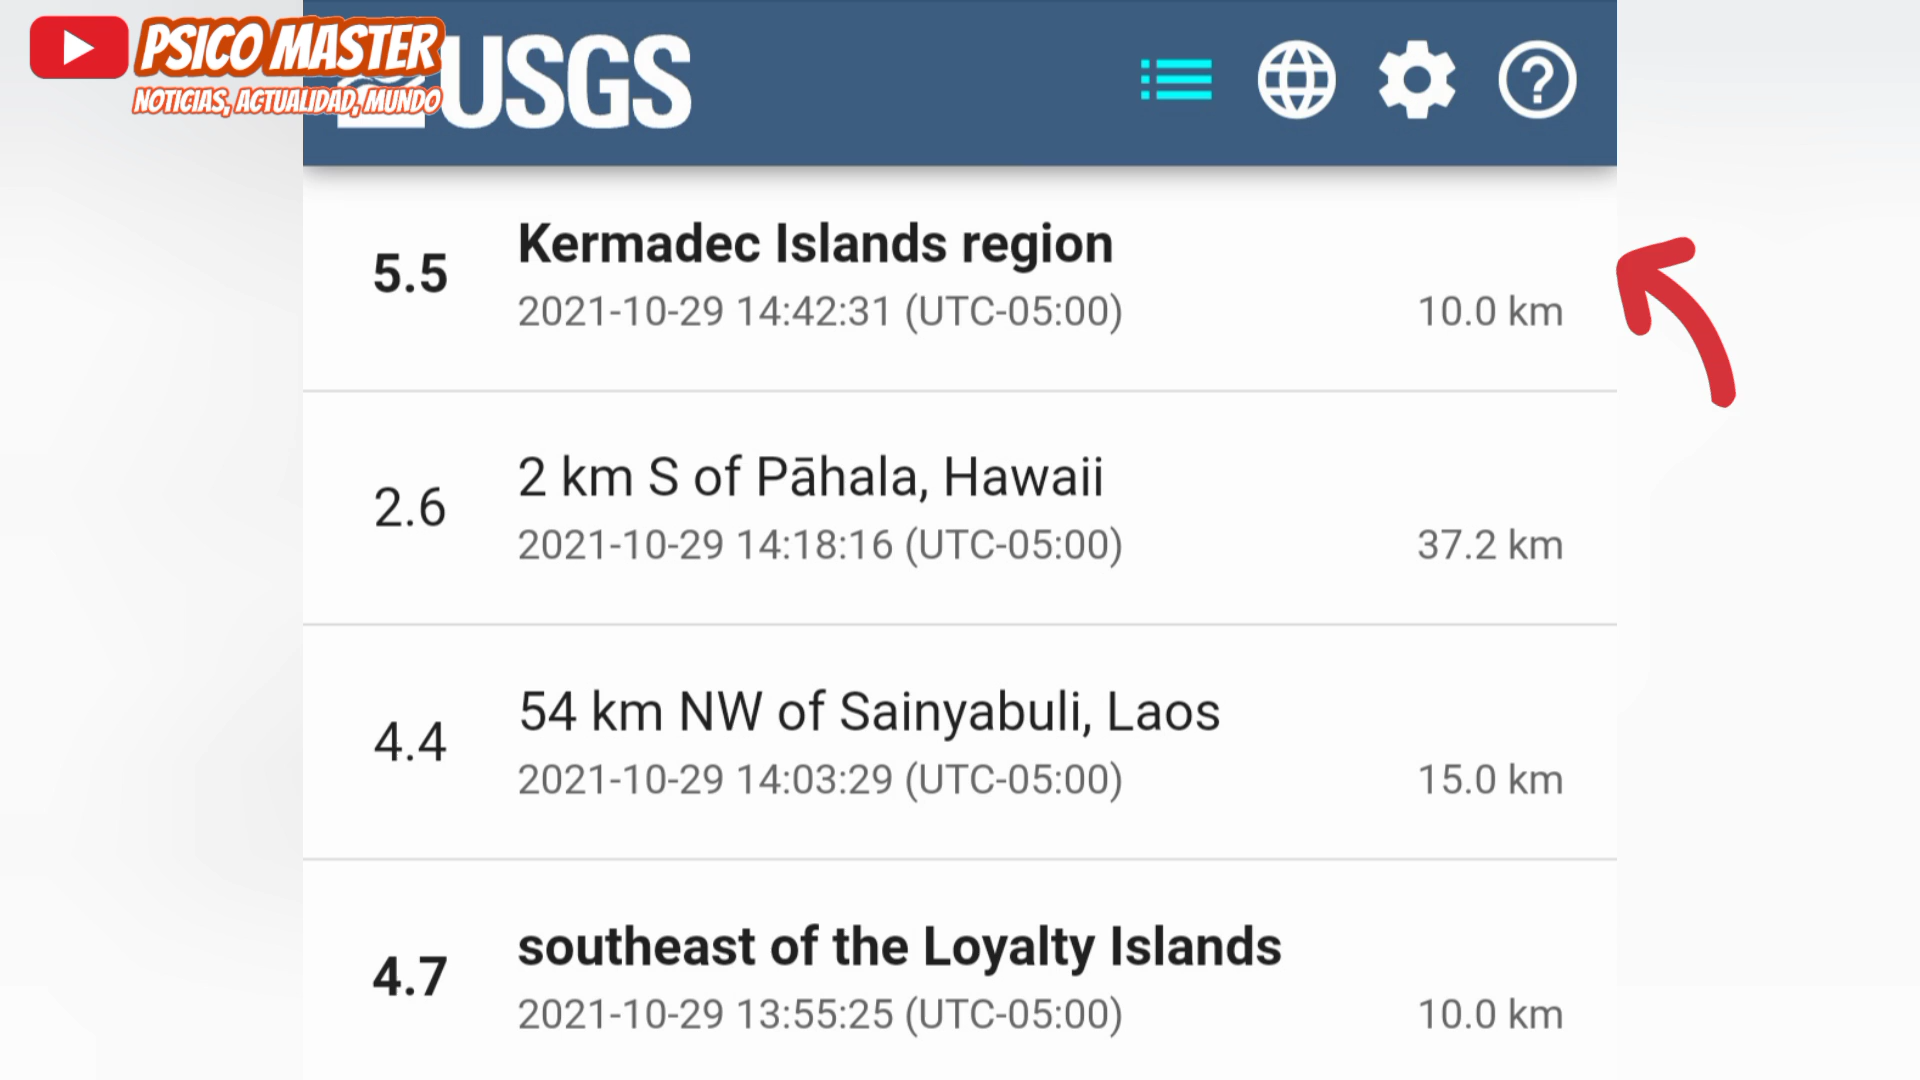 PSICO MASTER
NOTICIAS, ACTUALIDAD, MUNDO
USGS
5.5
Kermadec Islands region
2021-10-29 14:42:31 (UTC-05:00)
10.0 km
2.6
2 km S of Pāhala, Hawaii
2021-10-29 14:18:16 (UTC-05:00)
37.2 km
4.4
54 km NW of Sainyabuli, Laos
2021-10-29 14:03:29 (UTC-05:00)
15.0 km
4.7
southeast of the Loyalty Islands
2021-10-29 13:55:25 (UTC-05:00)
10.0 km